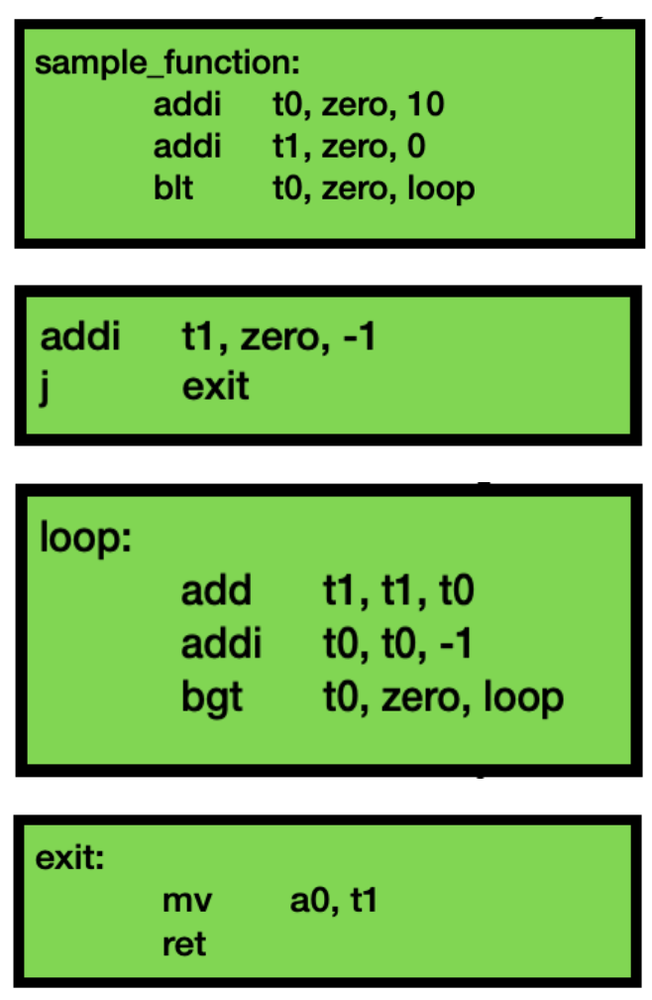 sample_function:
addi t0, zero, 10
addi t1, zero, 0
blt t0, zero, loop
addi t1, zero, -1
j exit
loop:
add t1, t1, t0
addi t0, t0, -1
bgt t0, zero, loop
exit:
mv a0, t1
ret